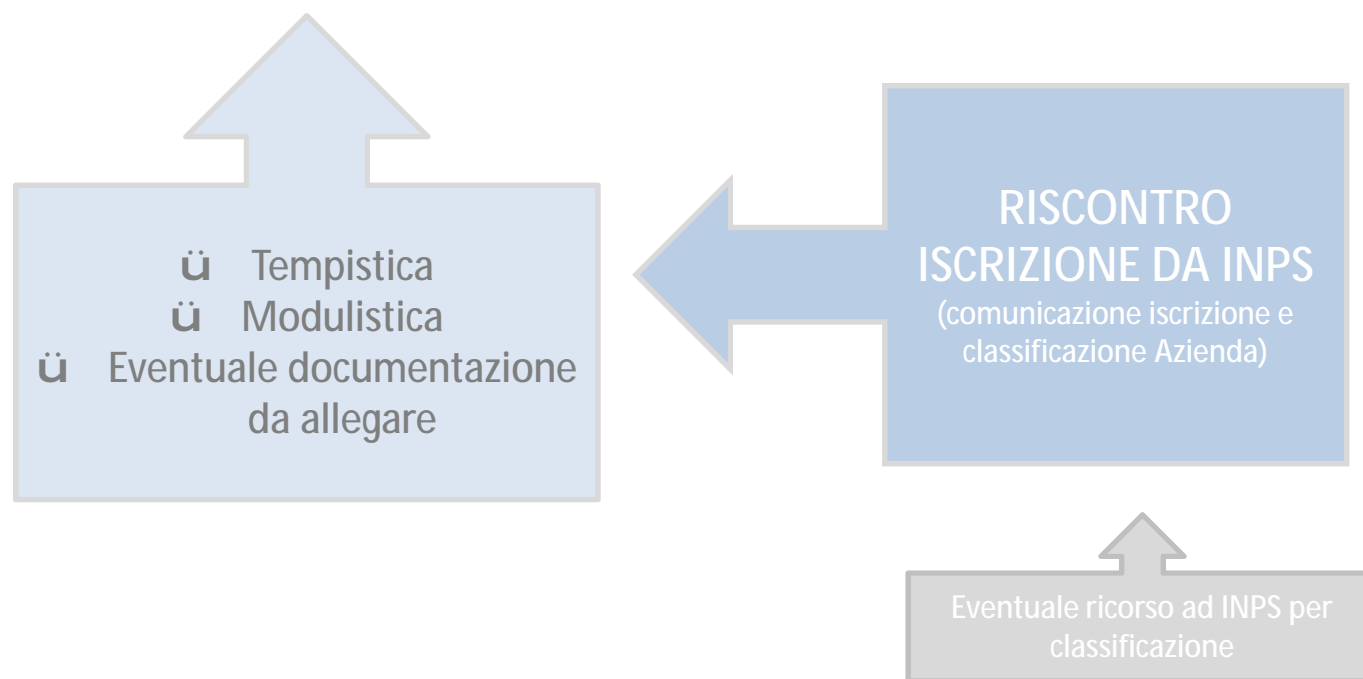 ü Tempistica
ü Modulistica
ü Eventuale documentazione
da allegare
RISCONTRO
ISCRIZIONE DA INPS
(comunicazione iscrizione e
classificazione Azienda)
Eventuale ricorso ad INPS per
classificazione